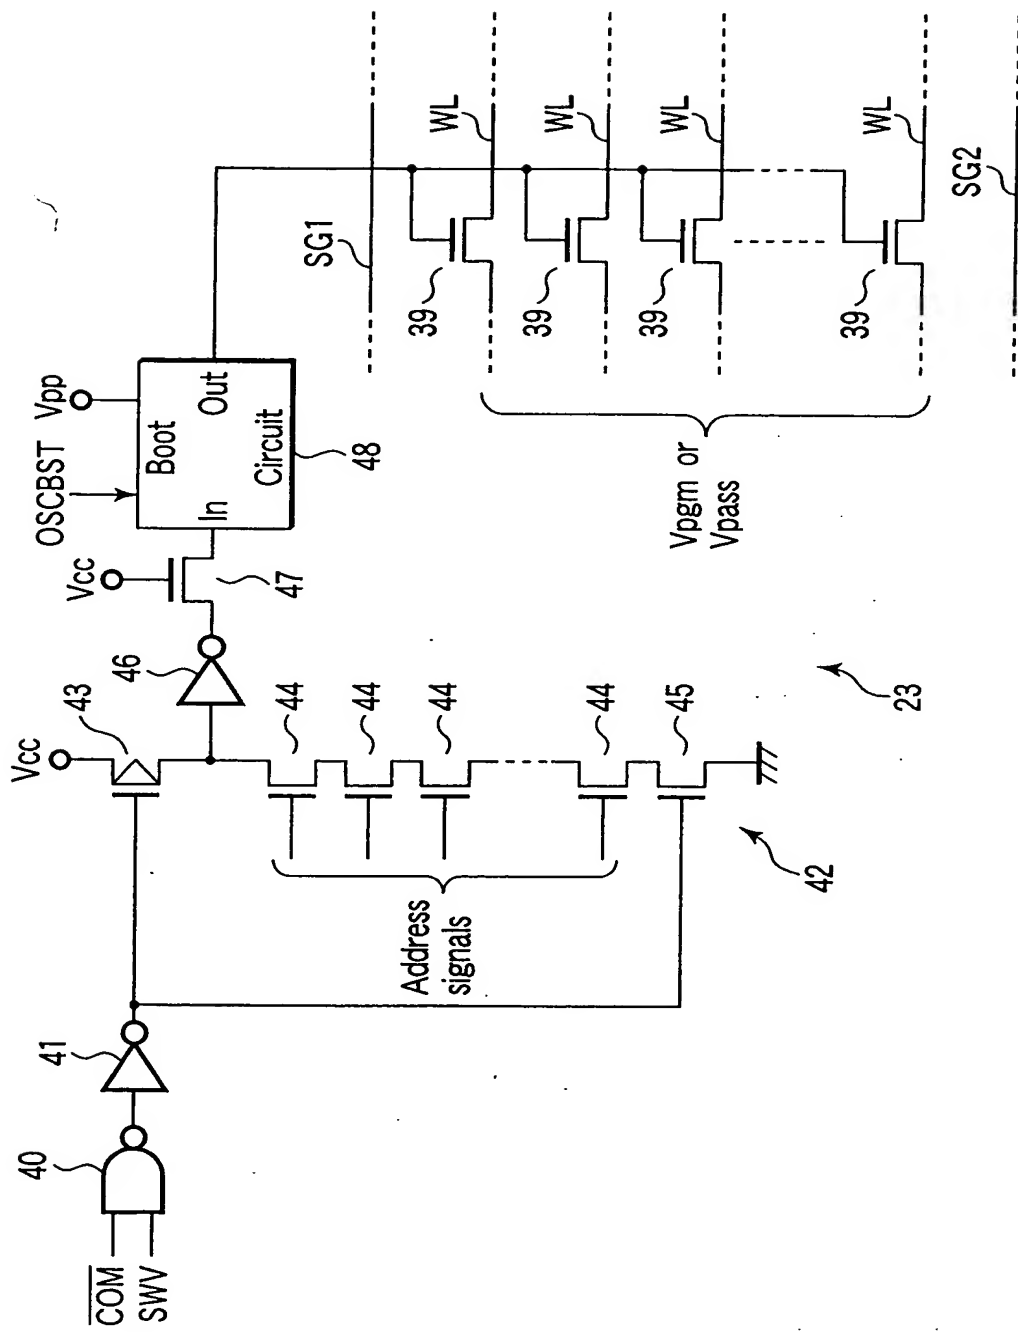 C̅O̅M̅
SWV
40
41
Vcc
43
46
Vcc
47
OSCBST
Vpp
Boot
In
Out
Circuit
48
Address
signals
44
44
44
44
45
42
23
SG1
WL
39
WL
39
WL
39
WL
39
SG2
Vpgm or
Vpass